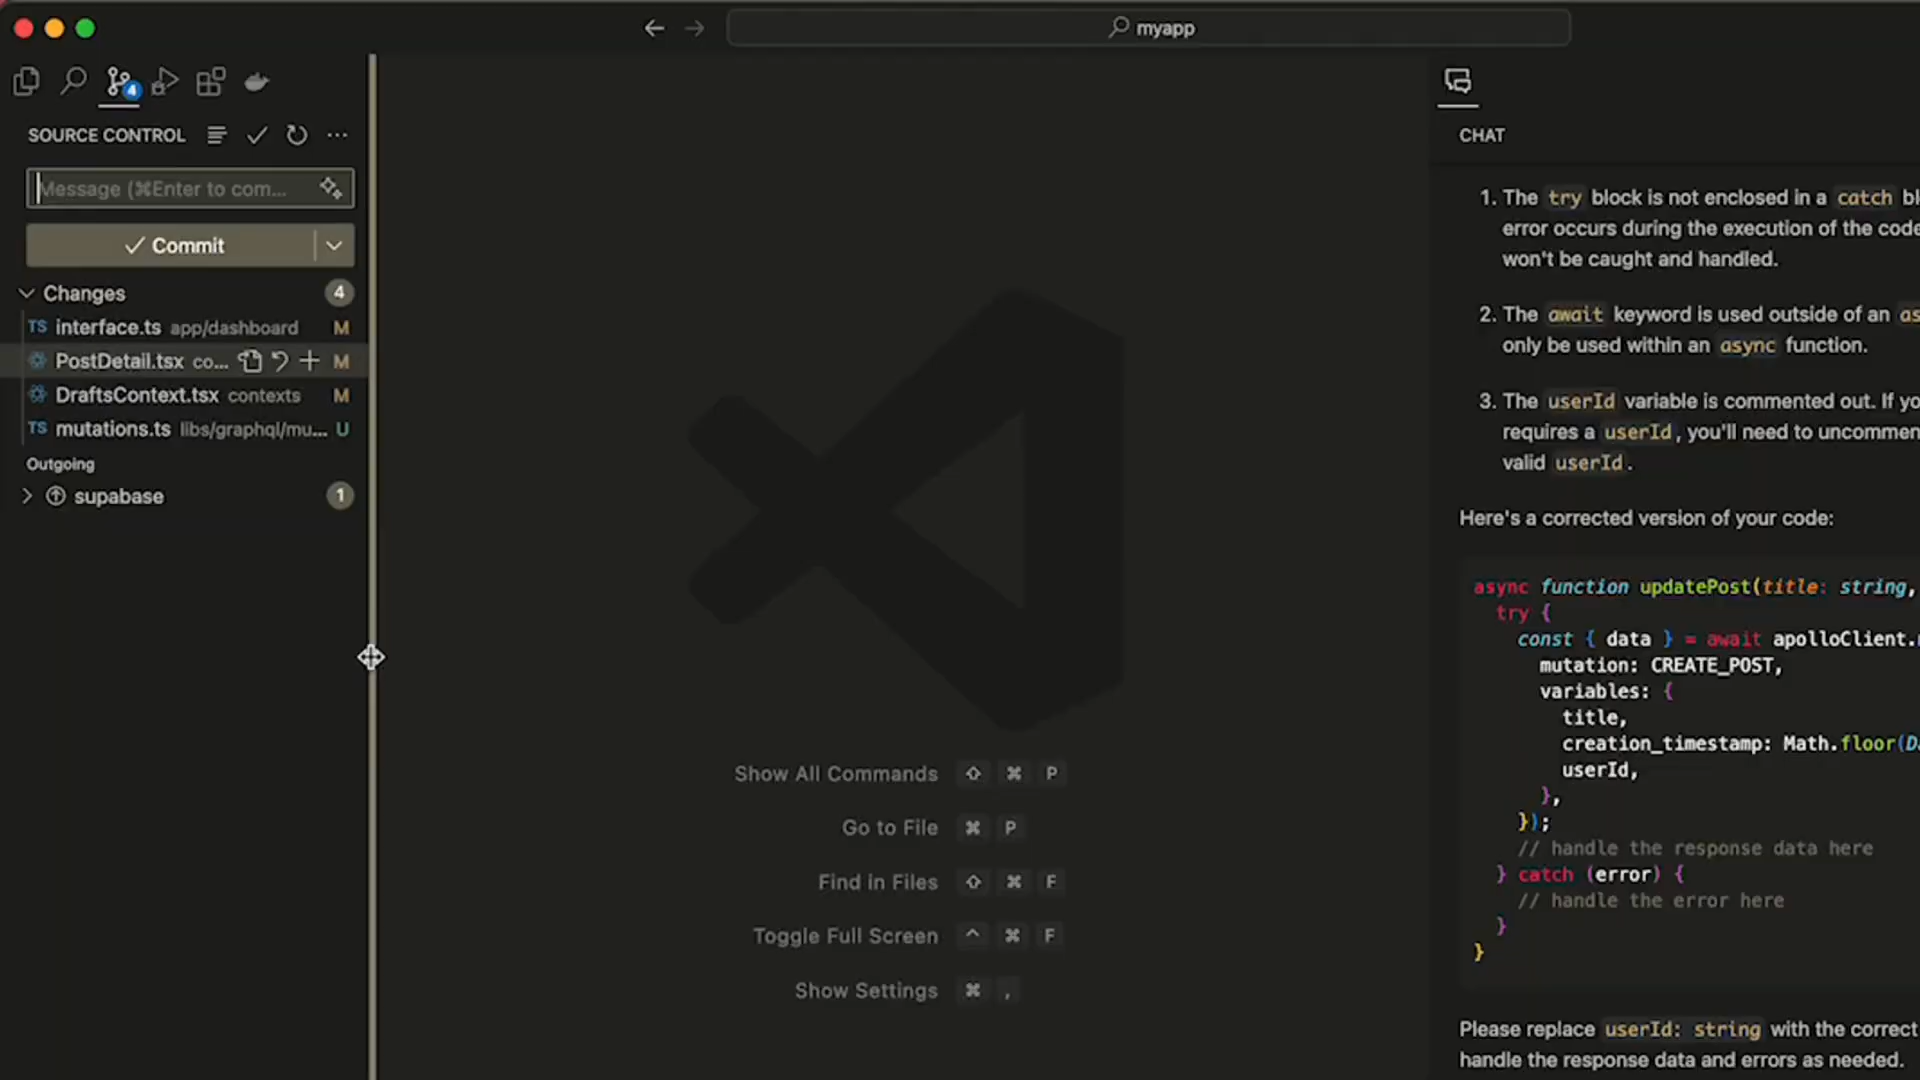 myapp
4
SOURCE CONTROL
Message (⌘Enter to com...
Commit
Changes 4
TS interface.ts app/dashboard M
PostDetail.tsx co... M
DraftsContext.tsx contexts M
TS mutations.ts libs/graphql/mu... U
Outgoing
supabase 1
Show All Commands ⇧ ⌘ P
Go to File ⌘ P
Find in Files ⇧ ⌘ F
Toggle Full Screen ^ ⌘ F
Show Settings ⌘ ,
CHAT
1. The try block is not enclosed in a catch bl
error occurs during the execution of the code
won't be caught and handled.
2. The await keyword is used outside of an as
only be used within an async function.
3. The userId variable is commented out. If yo
requires a userId, you'll need to uncommen
valid userId.
Here's a corrected version of your code:
async function updatePost(title: string,
try {
const { data } = await apolloClient.
mutation: CREATE_POST,
variables: {
title,
creation_timestamp: Math.floor(Da
userId,
},
});
// handle the response data here
} catch (error) {
// handle the error here
}
}
Please replace userId: string with the correct
handle the response data and errors as needed.